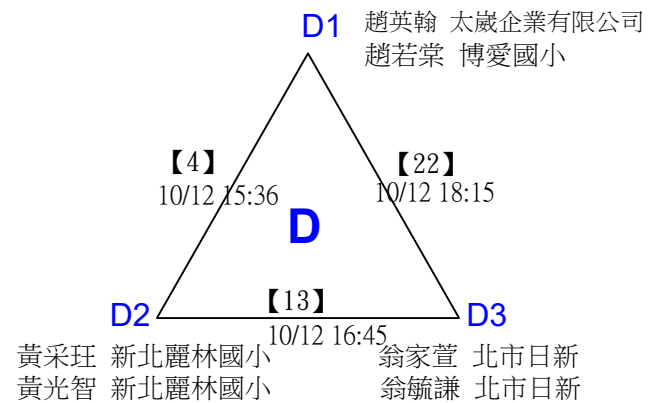 D1 趙英翰 太崴企業有限公司
趙若棠 博愛國小
【4】 【22】
10/12 15:36 10/12 18:15
D
D2 【13】 D3
10/12 16:45
黃采玨 新北麗林國小 翁家萱 北市日新
黃光智 新北麗林國小 翁毓謙 北市日新